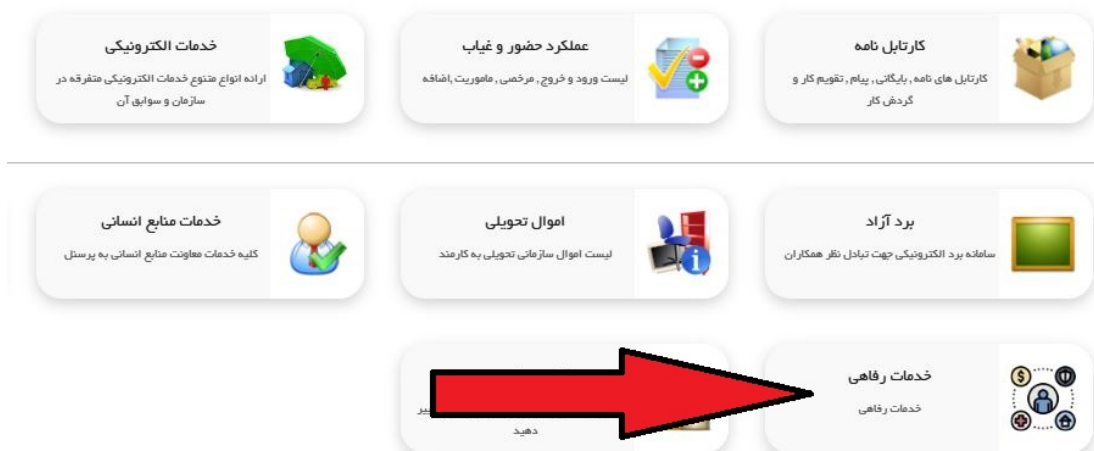 کارتابل نامه
کارتابل های نامه , بایگانی , پیام , تقویم کار و
گردش کار
عملکرد حضور و غیاب
لیست ورود و خروج , مرخصی , ماموریت ,اضافه
خدمات الکترونیکی
ارائه انواع متنوع خدمات الکترونیکی متفرقه در
سازمان و سوابق آن
برد آزاد
سامانه برد الکترونیکی جهت تبادل نظر همکاران
اموال تحویلی
لیست اموال سازمانی تحویلی به کارمند
خدمات منابع انسانی
کلیه خدمات معاونت منابع انسانی به پرسنل
خدمات رفاهی
خدمات رفاهی
دهید